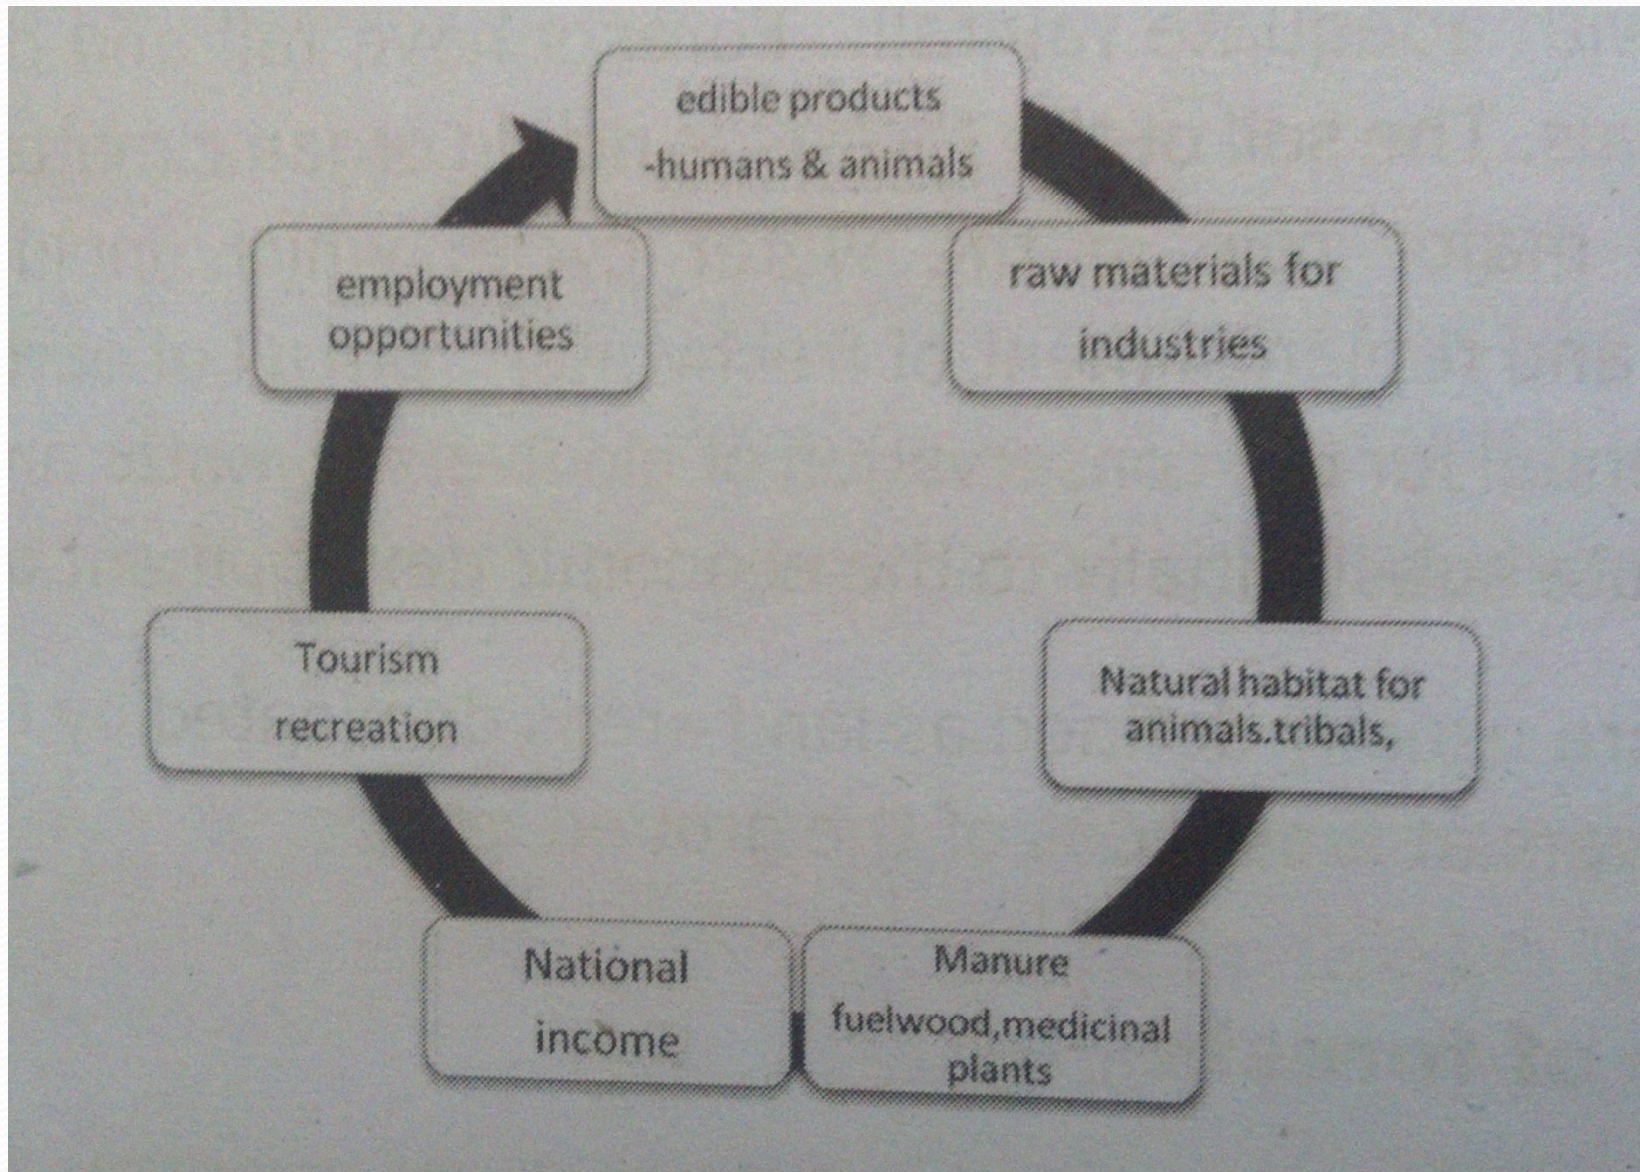 edible products
-humans & animals
raw materials for
industries
Natural habitat for
animals.tribals,
Manure
fuelwood,medicinal
plants
National
income
Tourism
recreation
employment
opportunities